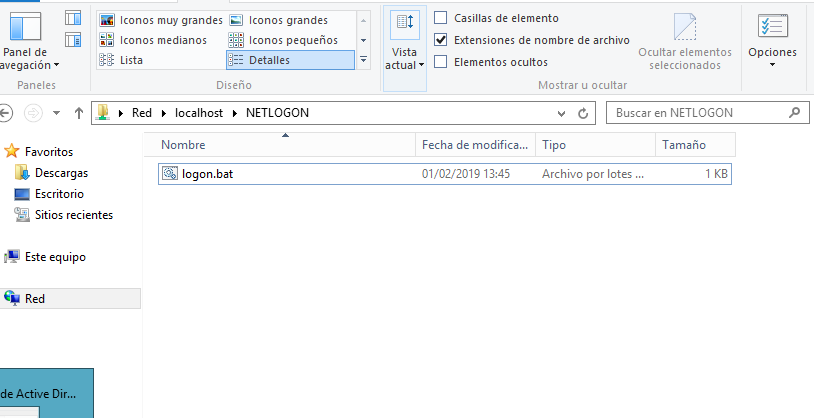 Panel de
avegación
Paneles
Iconos muy grandes
Iconos grandes
Iconos medianos
Iconos pequeños
Lista
Detalles
Diseño
Vista
actual
Casillas de elemento
Extensiones de nombre de archivo
Elementos ocultos
Ocultar elementos
seleccionados
Mostrar u ocultar
Opciones
Red
localhost
NETLOGON
Buscar en NETLOGON
Favoritos
Descargas
Escritorio
Sitios recientes
Este equipo
Red
Nombre
Fecha de modifica...
Tipo
Tamaño
logon.bat
01/02/2019 13:45
Archivo por lotes ...
1 KB
de Active Dir...